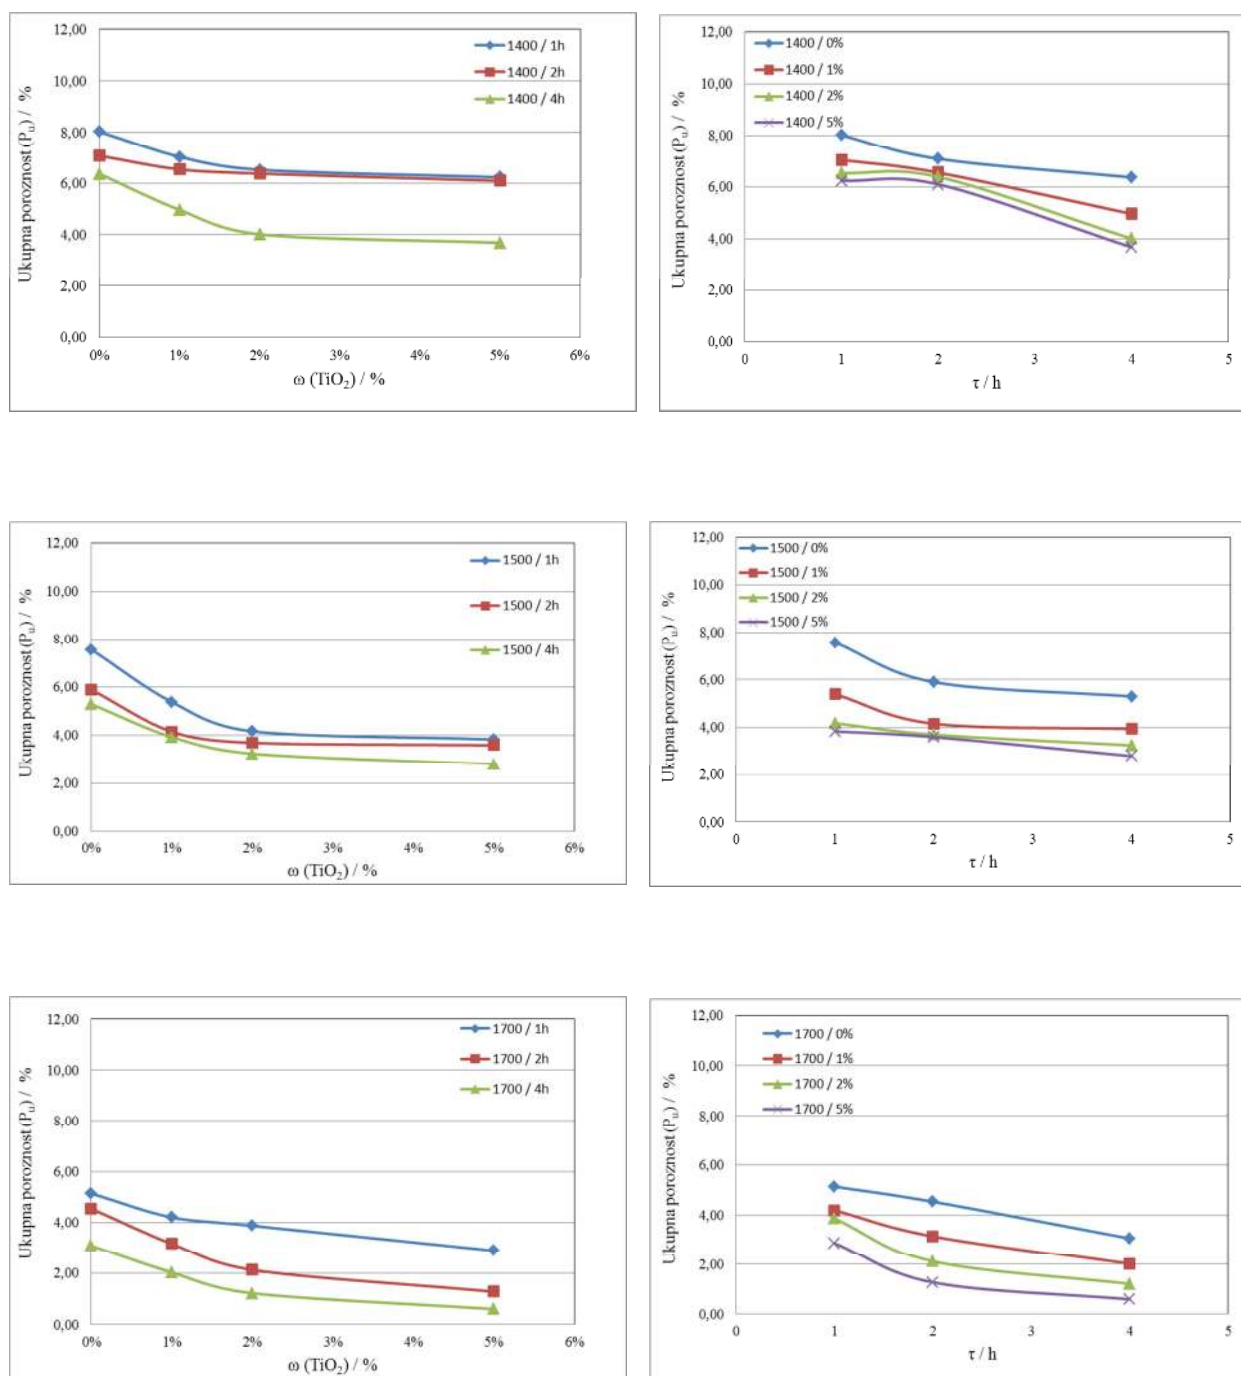 12,00
10,00
8,00
6,00
4,00
2,00
0,00
Ukupna poroznost (Pu) / %
1400 / 1h
1400 / 2h
1400 / 4h
0% 1% 2% 3% 4% 5% 6%
ω (TiO2) / %
12,00
10,00
8,00
6,00
4,00
2,00
0,00
Ukupna poroznost (Pu) / %
1400 / 0%
1400 / 1%
1400 / 2%
1400 / 5%
0 1 2 3 4 5
τ / h
12,00
10,00
8,00
6,00
4,00
2,00
0,00
Ukupna poroznost (Pu) / %
1500 / 1h
1500 / 2h
1500 / 4h
0% 1% 2% 3% 4% 5% 6%
ω (TiO2) / %
12,00
10,00
8,00
6,00
4,00
2,00
0,00
Ukupna poroznost (Pu) / %
1500 / 0%
1500 / 1%
1500 / 2%
1500 / 5%
0 1 2 3 4 5
τ / h
12,00
10,00
8,00
6,00
4,00
2,00
0,00
Ukupna poroznost (Pu) / %
1700 / 1h
1700 / 2h
1700 / 4h
0% 1% 2% 3% 4% 5% 6%
ω (TiO2) / %
12,00
10,00
8,00
6,00
4,00
2,00
0,00
Ukupna poroznost (Pu) / %
1700 / 0%
1700 / 1%
1700 / 2%
1700 / 5%
0 1 2 3 4 5
τ / h